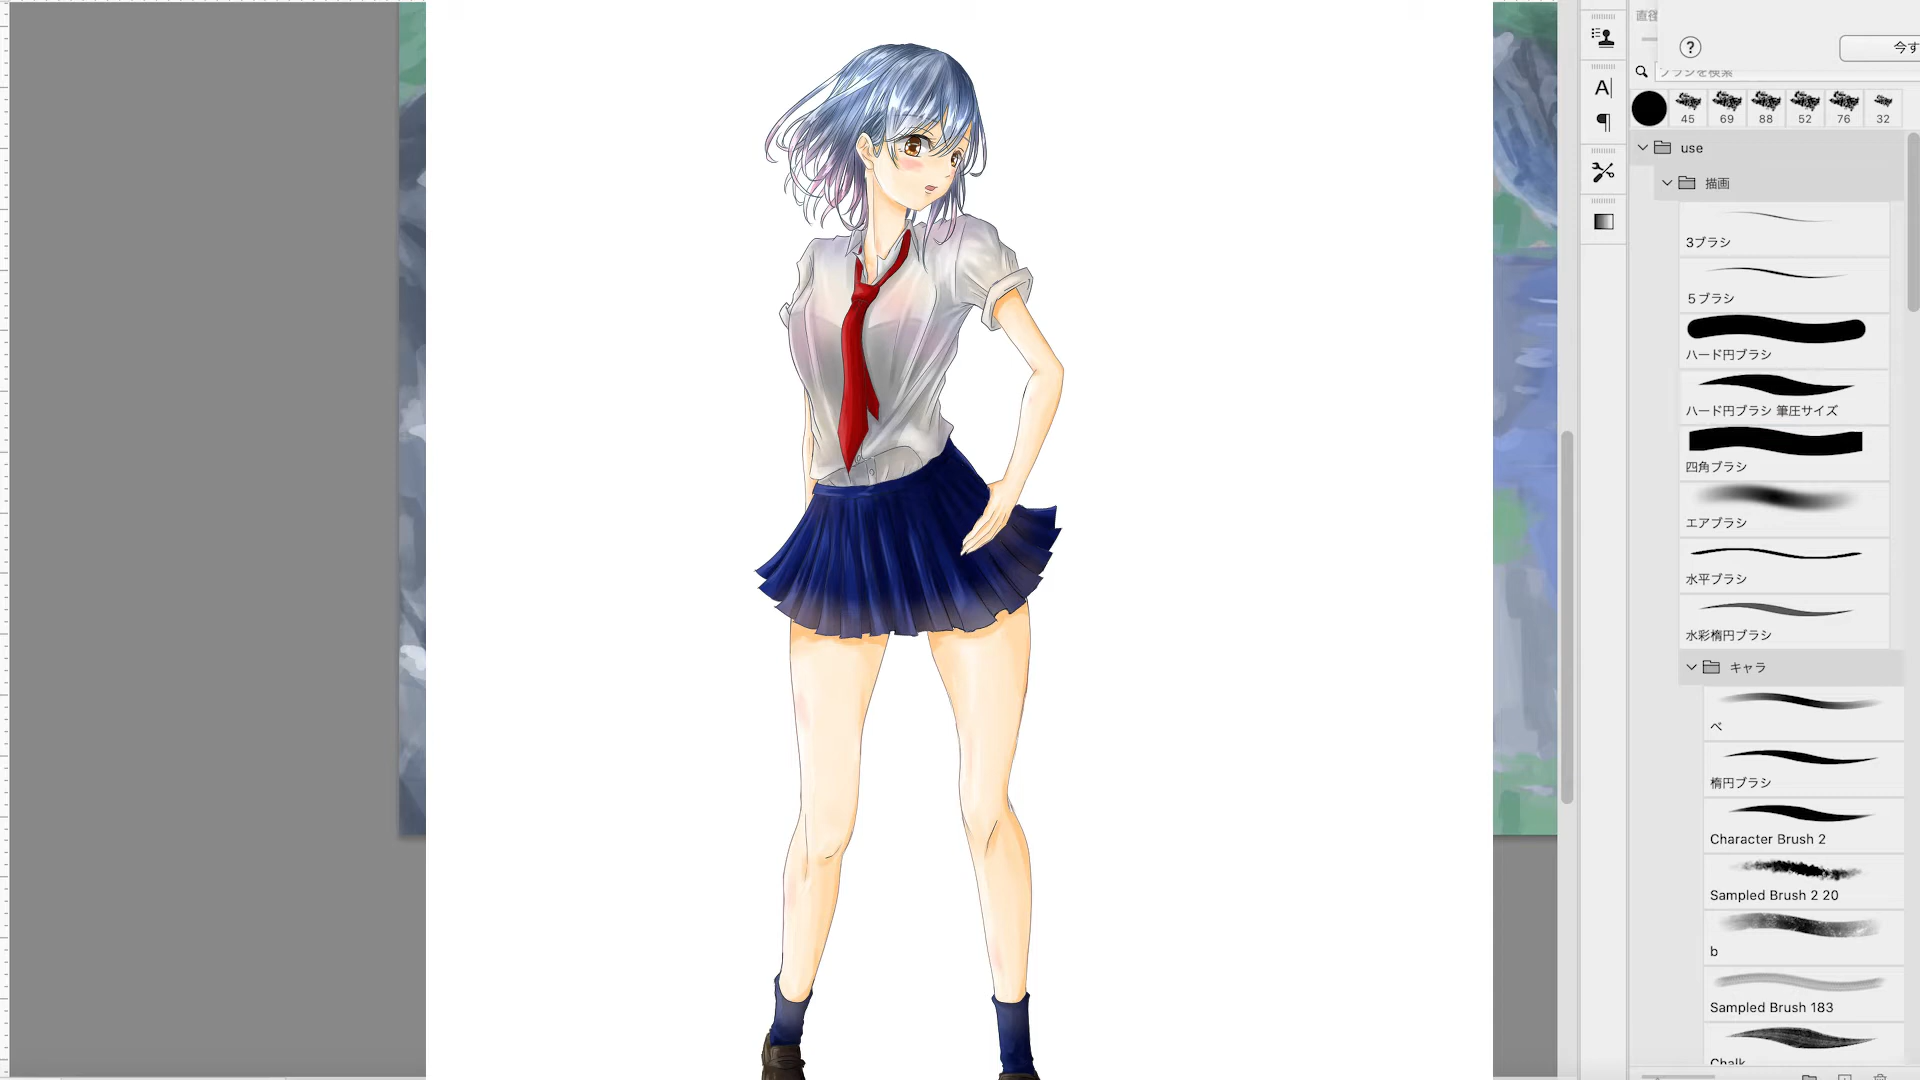 直径
?
今す
ブラシを検索
45 69 88 52 76 32
use
描画
3ブラシ
5ブラシ
ハード円ブラシ
ハード円ブラシ 筆圧サイズ
四角ブラシ
エアブラシ
水平ブラシ
水彩楕円ブラシ
キャラ
ペ
楕円ブラシ
Character Brush 2
Sampled Brush 2 20
b
Sampled Brush 183
Chalk